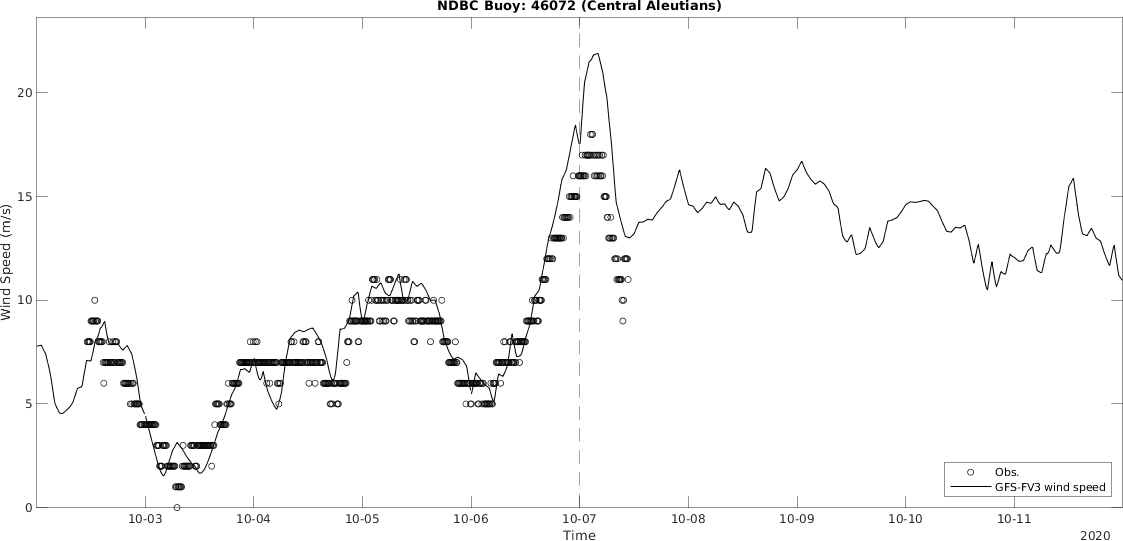 NDBC Buoy: 46072 (Central Aleutians)
Wind Speed (m/s)
20
15
10
5
0
10-03 10-04 10-05 10-06 10-07 10-08 10-09 10-10 10-11
Time
2020
Obs.
GFS-FV3 wind speed